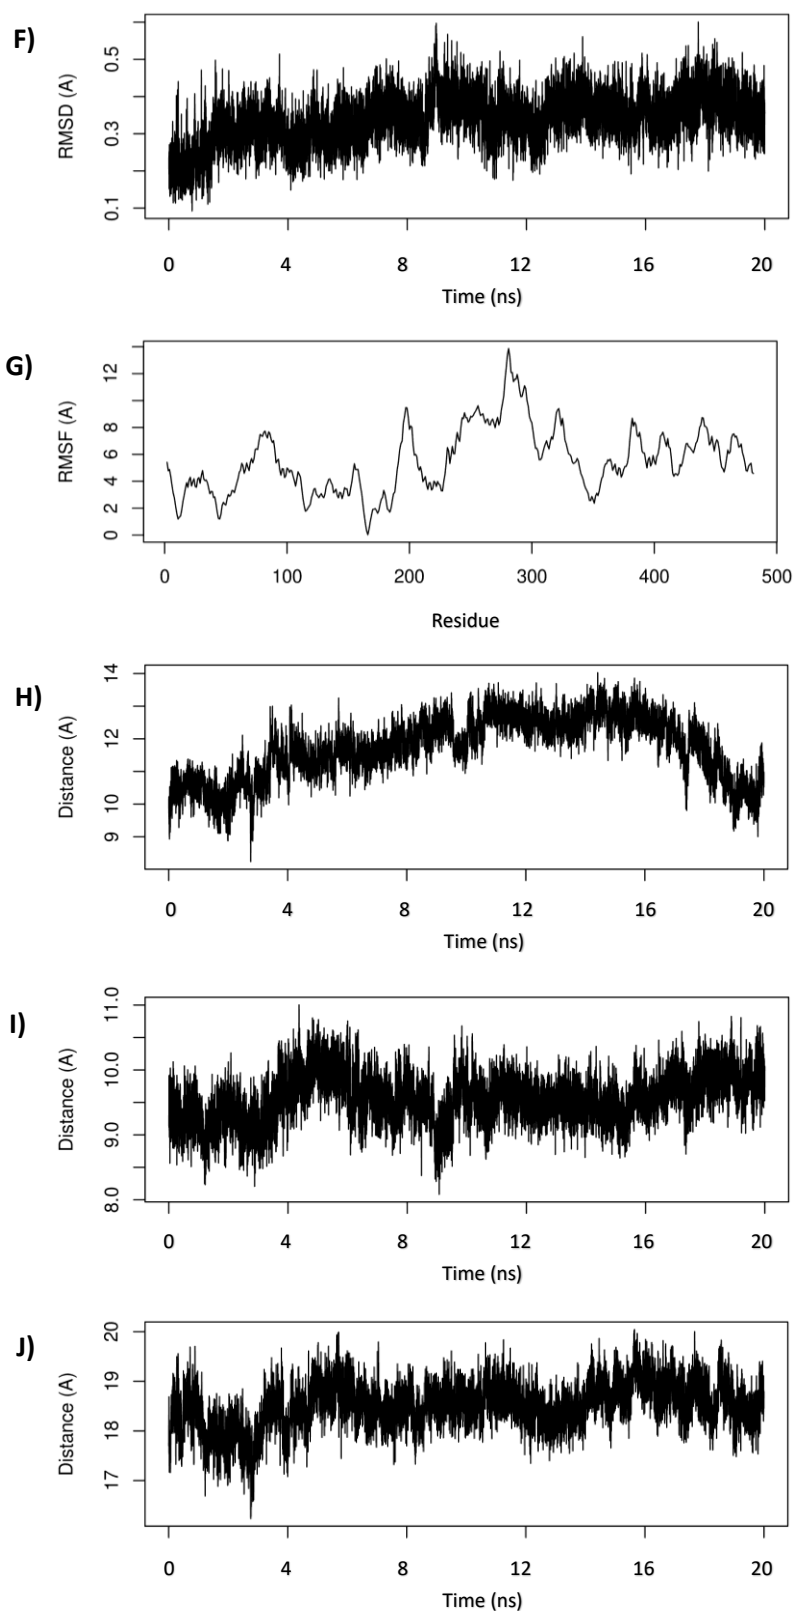 F)
RMSD (A)
0.5
0.3
0.1
0 4 8 12 16 20
Time (ns)
G)
RMSF (A)
12
8
6
4
2
0
0 100 200 300 400 500
Residue
H)
Distance (A)
14
12
10
9
0 4 8 12 16 20
Time (ns)
I)
Distance (A)
11.0
10.0
9.0
8.0
0 4 8 12 16 20
Time (ns)
J)
Distance (A)
20
19
18
17
0 4 8 12 16 20
Time (ns)